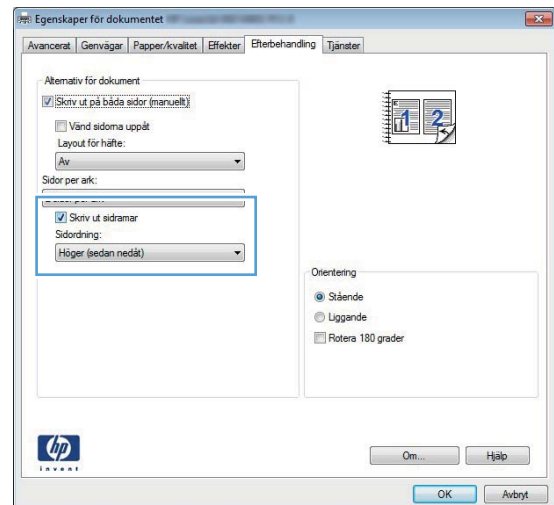 Egenskaper för dokumentet
Avancerat Genvägar Papper/kvalitet Effekter Efterbehandling Tjänster
Alternativ för dokument
Skriv ut på båda sidor (manuellt)
Vänd sidorna uppåt
Layout för häfte:
Av
Sidor per ark:
Skriv ut sidramar
Sidordning:
Höger (sedan nedåt)
1 2
Orientering
Stående
Liggande
Rotera 180 grader
hp
invent
Om... Hjälp
OK Avbryt